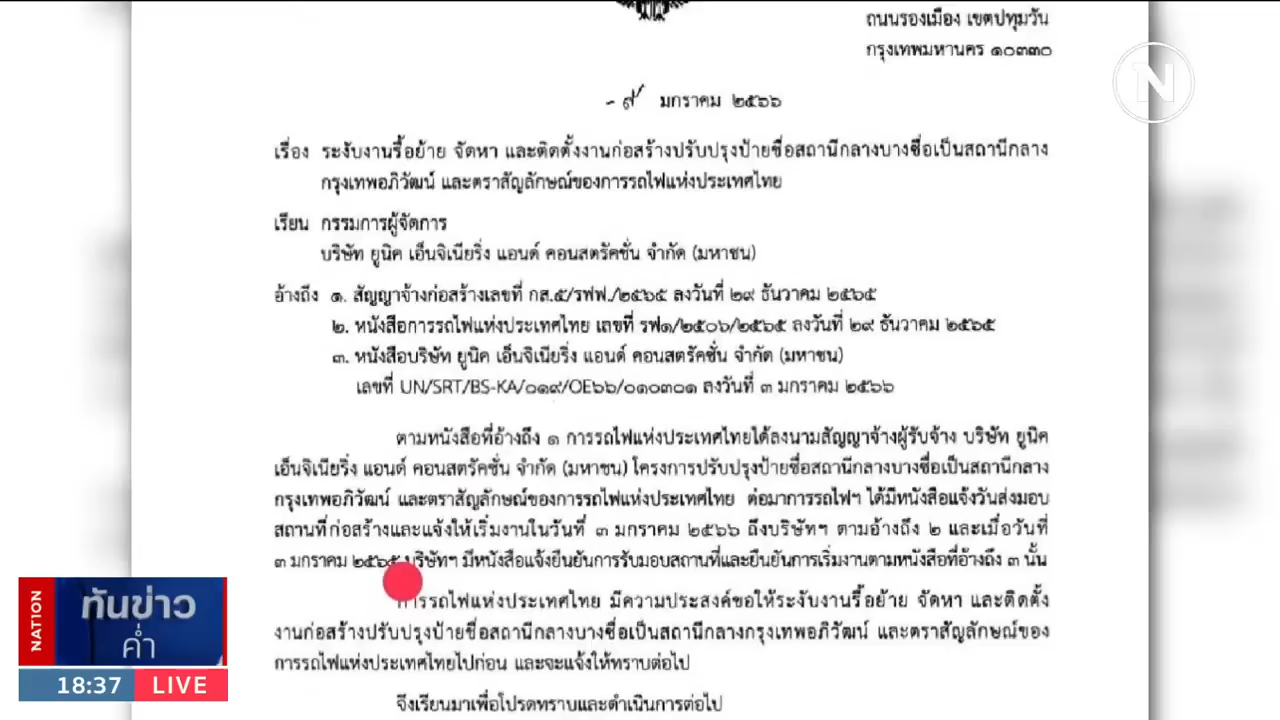 ถนนรองเมือง เขตปทุมวัน
กรุงเทพมหานคร ๑๐๓๓๐
N
- ๙ มกราคม ๒๕๖๖
เรื่อง ระงับงานรื้อย้าย จัดหา และติดตั้งงานก่อสร้างปรับปรุงป้ายชื่อสถานีกลางบางซื่อเป็นสถานีกลาง
กรุงเทพอภิวัฒน์ และตราสัญลักษณ์ของการรถไฟแห่งประเทศไทย
เรียน กรรมการผู้จัดการ
บริษัท ยูนิค เอ็นจิเนียริ่ง แอนด์ คอนสตรัคชั่น จำกัด (มหาชน)
อ้างถึง ๑. สัญญาจ้างก่อสร้างเลขที่ กส.๕/รฟฟ./๒๕๖๕ ลงวันที่ ๒๙ ธันวาคม ๒๕๖๕
๒. หนังสือการรถไฟแห่งประเทศไทย เลขที่ รฟ๑/๒๕๐๖/๒๕๖๕ ลงวันที่ ๒๙ ธันวาคม ๒๕๖๕
๓. หนังสือบริษัท ยูนิค เอ็นจิเนียริ่ง แอนด์ คอนสตรัคชั่น จำกัด (มหาชน)
เลขที่ UN/SRT/BS-KA/๐๑๙/OE๖๖/๐๑๐๓๐๑ ลงวันที่ ๓ มกราคม ๒๕๖๖
ตามหนังสือที่อ้างถึง ๑ การรถไฟแห่งประเทศไทยได้ลงนามสัญญาจ้างผู้รับจ้าง บริษัท ยูนิค
เอ็นจิเนียริ่ง แอนด์ คอนสตรัคชั่น จำกัด (มหาชน) โครงการปรับปรุงป้ายชื่อสถานีกลางบางซื่อเป็นสถานีกลาง
กรุงเทพอภิวัฒน์ และตราสัญลักษณ์ของการรถไฟแห่งประเทศไทย ต่อมาการรถไฟฯ ได้มีหนังสือแจ้งวันส่งมอบ
สถานที่ก่อสร้างและแจ้งให้เริ่มงานในวันที่ ๓ มกราคม ๒๕๖๖ ถึงบริษัทฯ ตามอ้างถึง ๒ และเมื่อวันที่
๓ มกราคม ๒๕๖๕ บริษัทฯ มีหนังสือแจ้งยืนยันการรับมอบสถานที่และยืนยันการเริ่มงานตามหนังสือที่อ้างถึง ๓ นั้น
การรถไฟแห่งประเทศไทย มีความประสงค์ขอให้ระงับงานรื้อย้าย จัดหา และติดตั้ง
งานก่อสร้างปรับปรุงป้ายชื่อสถานีกลางบางซื่อเป็นสถานีกลางกรุงเทพอภิวัฒน์ และตราสัญลักษณ์ของ
การรถไฟแห่งประเทศไทยไปก่อน และจะแจ้งให้ทราบต่อไป
จึงเรียนมาเพื่อโปรดทราบและดำเนินการต่อไป
NATION
ทันข่าว
ค่ำ
18:37 LIVE